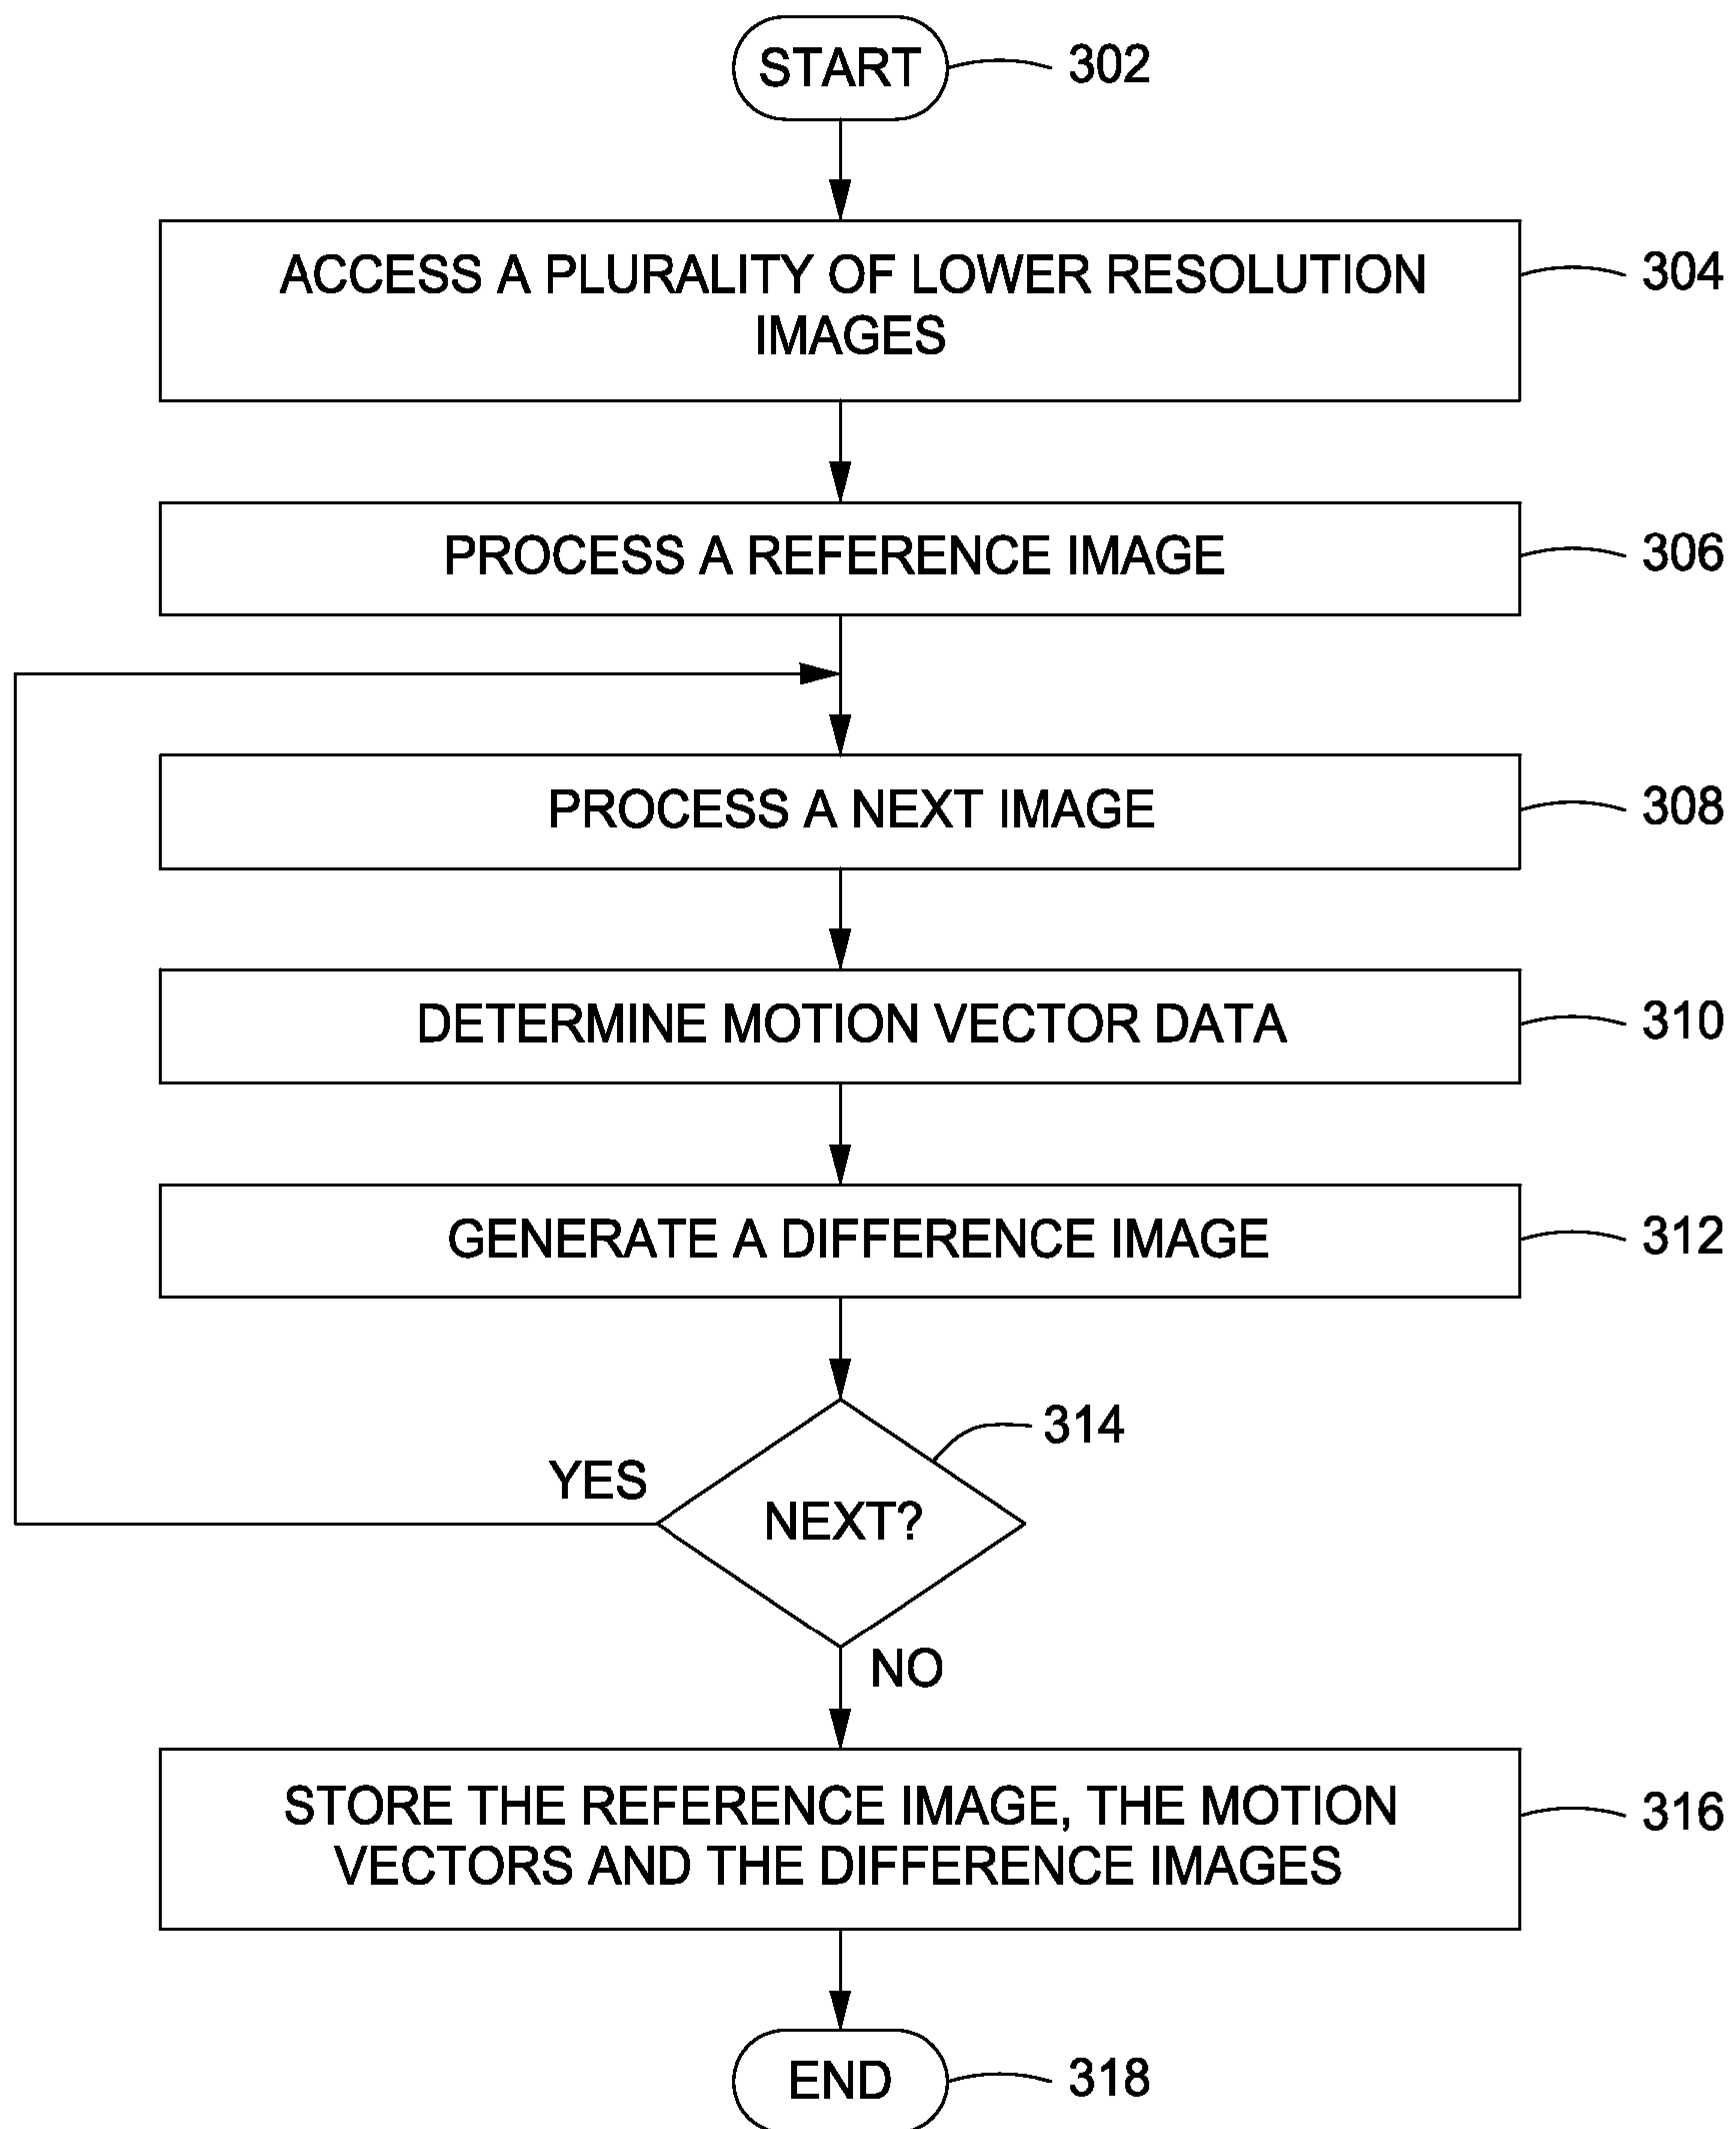 START
302
ACCESS A PLURALITY OF LOWER RESOLUTION
IMAGES
304
PROCESS A REFERENCE IMAGE
306
PROCESS A NEXT IMAGE
308
DETERMINE MOTION VECTOR DATA
310
GENERATE A DIFFERENCE IMAGE
312
314
YES
NEXT?
NO
STORE THE REFERENCE IMAGE, THE MOTION
VECTORS AND THE DIFFERENCE IMAGES
316
END
318